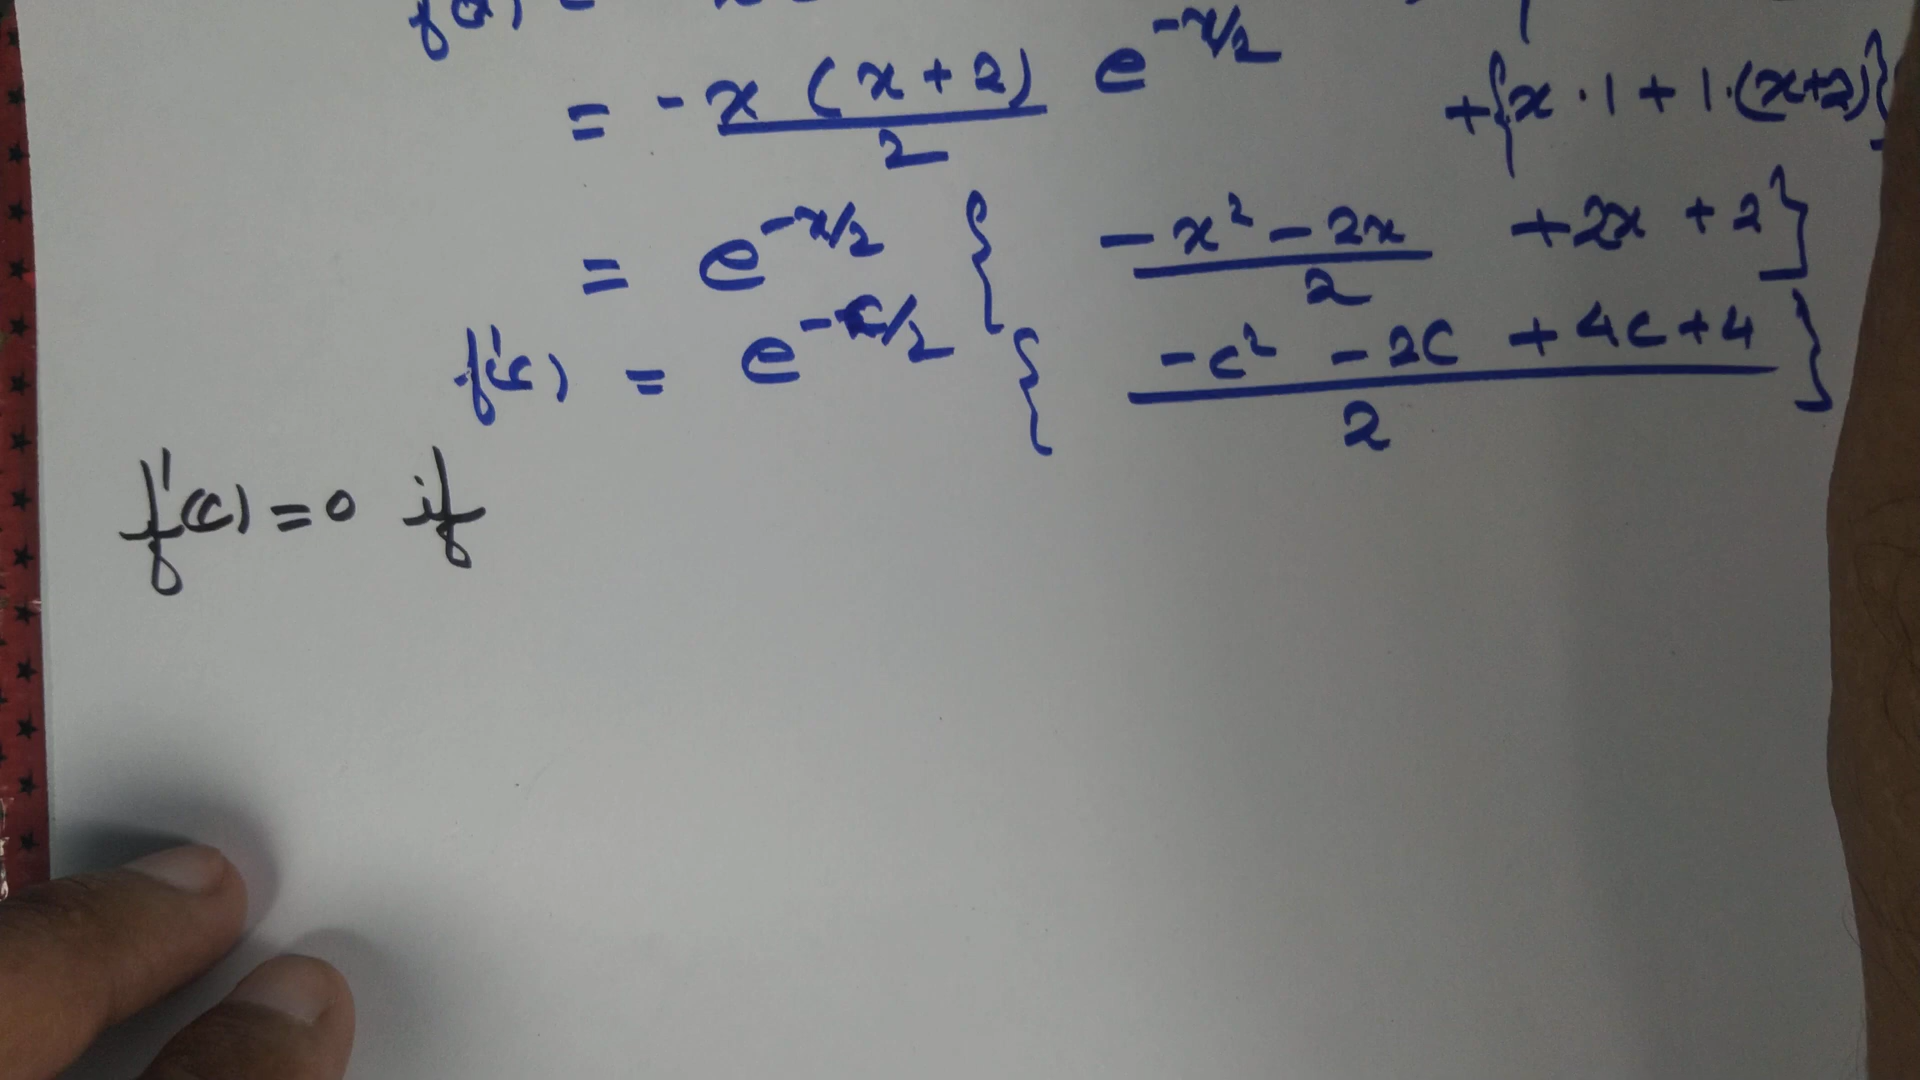 f'(x) =
= - x (x+2) / 2 e^{-x/2} + {x · 1 + 1 · (x+2)}
= e^{-x/2} { (-x² - 2x) / 2 + 2x + 2 }
f'(c) = e^{-c/2} { (-c² - 2c + 4c + 4) / 2 }
f'(c) = 0 if